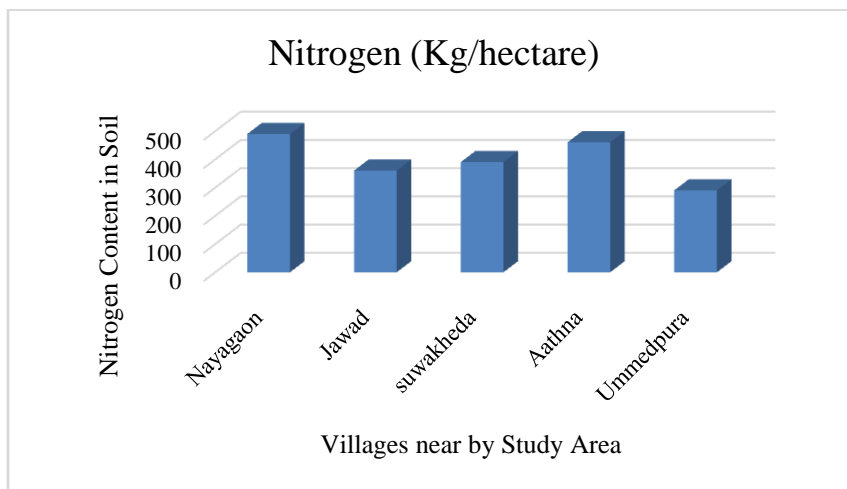 Nitrogen (Kg/hectare)
Nitrogen Content in Soil
500
400
300
200
100
0
Nayagaon
Jawad
suwakheda
Aathna
Ummedpura
Villages near by Study Area